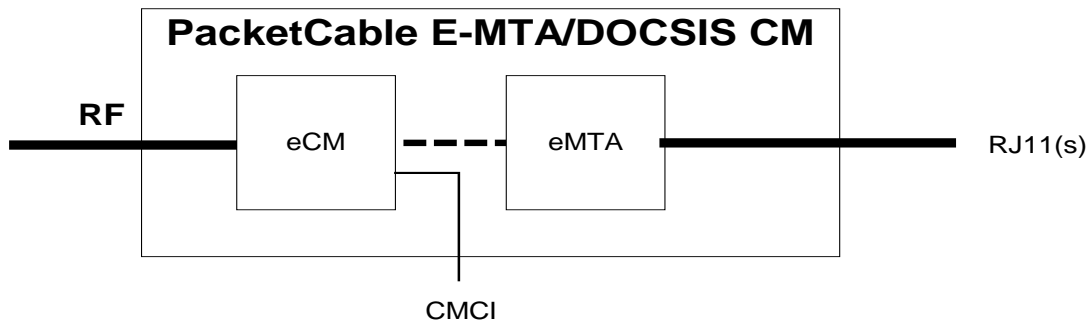 PacketCable E-MTA/DOCSIS CM
RF
eCM
eMTA
RJ11(s)
CMCI